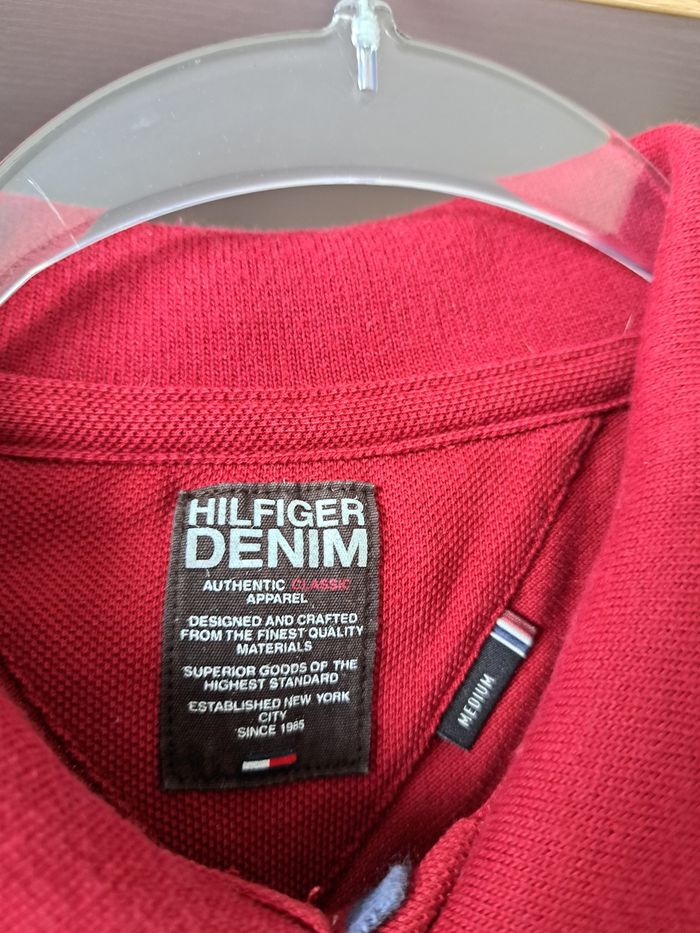 HILFIGER
DENIM
AUTHENTIC CLASSIC
APPAREL
DESIGNED AND CRAFTED
FROM THE FINEST QUALITY
MATERIALS
SUPERIOR GOODS OF THE
HIGHEST STANDARD
ESTABLISHED NEW YORK
CITY
SINCE 1985
MEDIUM